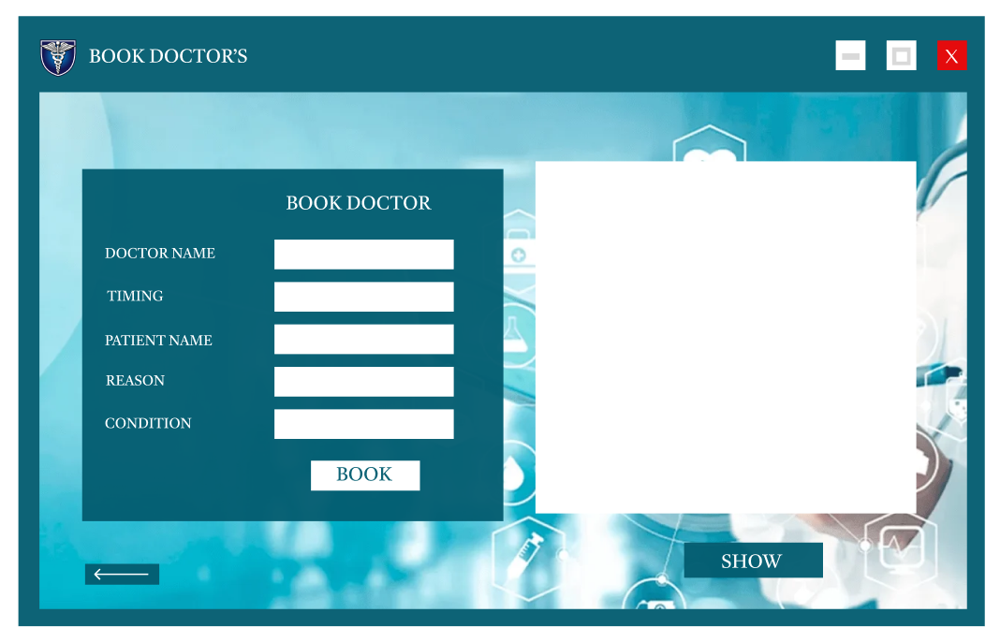 BOOK DOCTOR’S
X
BOOK DOCTOR
DOCTOR NAME
TIMING
PATIENT NAME
REASON
CONDITION
BOOK
SHOW